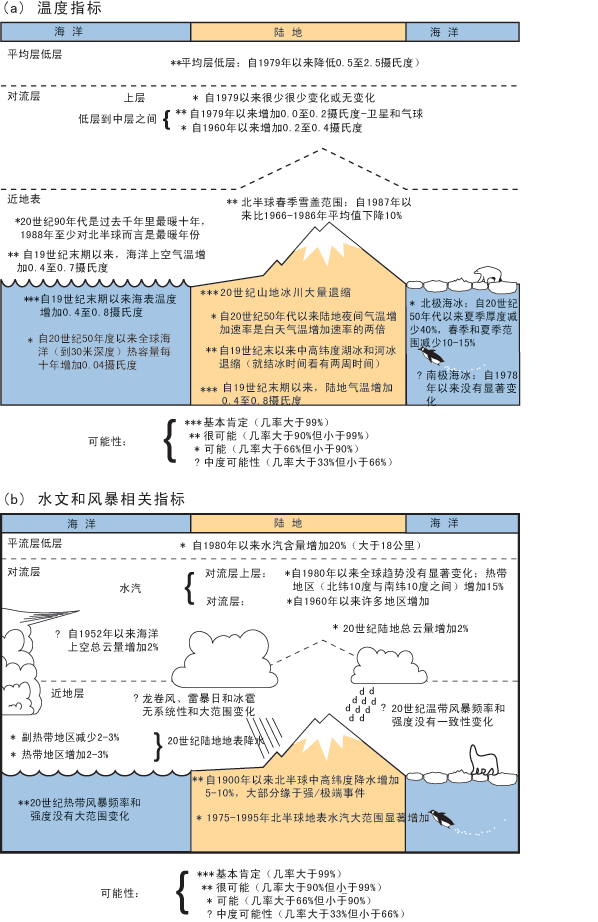 (a) 温度指标
海洋 陆地 海洋
平均层低层
**平均层低层：自1979年以来降低0.5至2.5摄氏度）
对流层
上层
* 自1979以来很少很少变化或无变化
低层到中层之间
** 自1979年以来增加0.0至0.2摄氏度-卫星和气球
* 自1960年以来增加0.2至0.4摄氏度
近地表
** 北半球春季雪盖范围：自1987年以
来比1966-1986年平均值下降10%
*20世纪90年代是过去千年里最暖十年，
1988年至少对北半球而言是最暖年份
** 自19世纪末期以来，海洋上空气温增
加0.4至0.7摄氏度
***自19世纪末期以来海表温度
增加0.4至0.8摄氏度
* 自20世纪50年度以来全球海
洋（到30米深度）热容量每
十年增加0.04摄氏度
***20世纪山地冰川大量退缩
*自20世纪50年代以来陆地夜间气温增
加速率是白天气温增加速率的两倍
**自19世纪末以来中高纬度湖冰和河冰
退缩（就结冰时间看有两周时间）
*** 自19世纪末期以来，陆地气温增加
0.4至0.8摄氏度
* 北极海冰：自20世纪
50年代以来夏季厚度减
少40%，春季和夏季范
围减少10-15%
? 南极海冰：自1978
年以来没有显著变
化
可能性：
***基本肯定（几率大于99%）
**很可能（几率大于90%但小于99%）
*可能（几率大于66%但小于90%）
?中度可能性（几率大于33%但小于66%）
(b) 水文和风暴相关指标
海洋 陆地 海洋
平流层低层
* 自1980年以来水汽含量增加20%（大于18公里）
对流层
水汽
对流层上层：
*自1980年以来全球趋势没有显著变化；热带
地区（北纬10度与南纬10度之间）增加15%
对流层：
*自1960年以来许多地区增加
? 自1952年以来海洋
上空总云量增加2%
* 20世纪陆地总云量增加2%
近地层
? 龙卷风、雷暴日和冰雹
无系统性和大范围变化
d d d
d d d
d d
? 20世纪温带风暴频率和
强度没有一致性变化
* 副热带地区减少2-3%
* 热带地区增加2-3%
20世纪陆地地表降水
**20世纪热带风暴频率和
强度没有大范围变化
**自1900年以来北半球中高纬度降水增加
5-10%，大部分缘于强/极端事件
* 1975-1995年北半球地表水汽大范围显著增加
可能性：
***基本肯定（几率大于99%）
**很可能（几率大于90%但小于99%）
*可能（几率大于66%但小于90%）
?中度可能性（几率大于33%但小于66%）